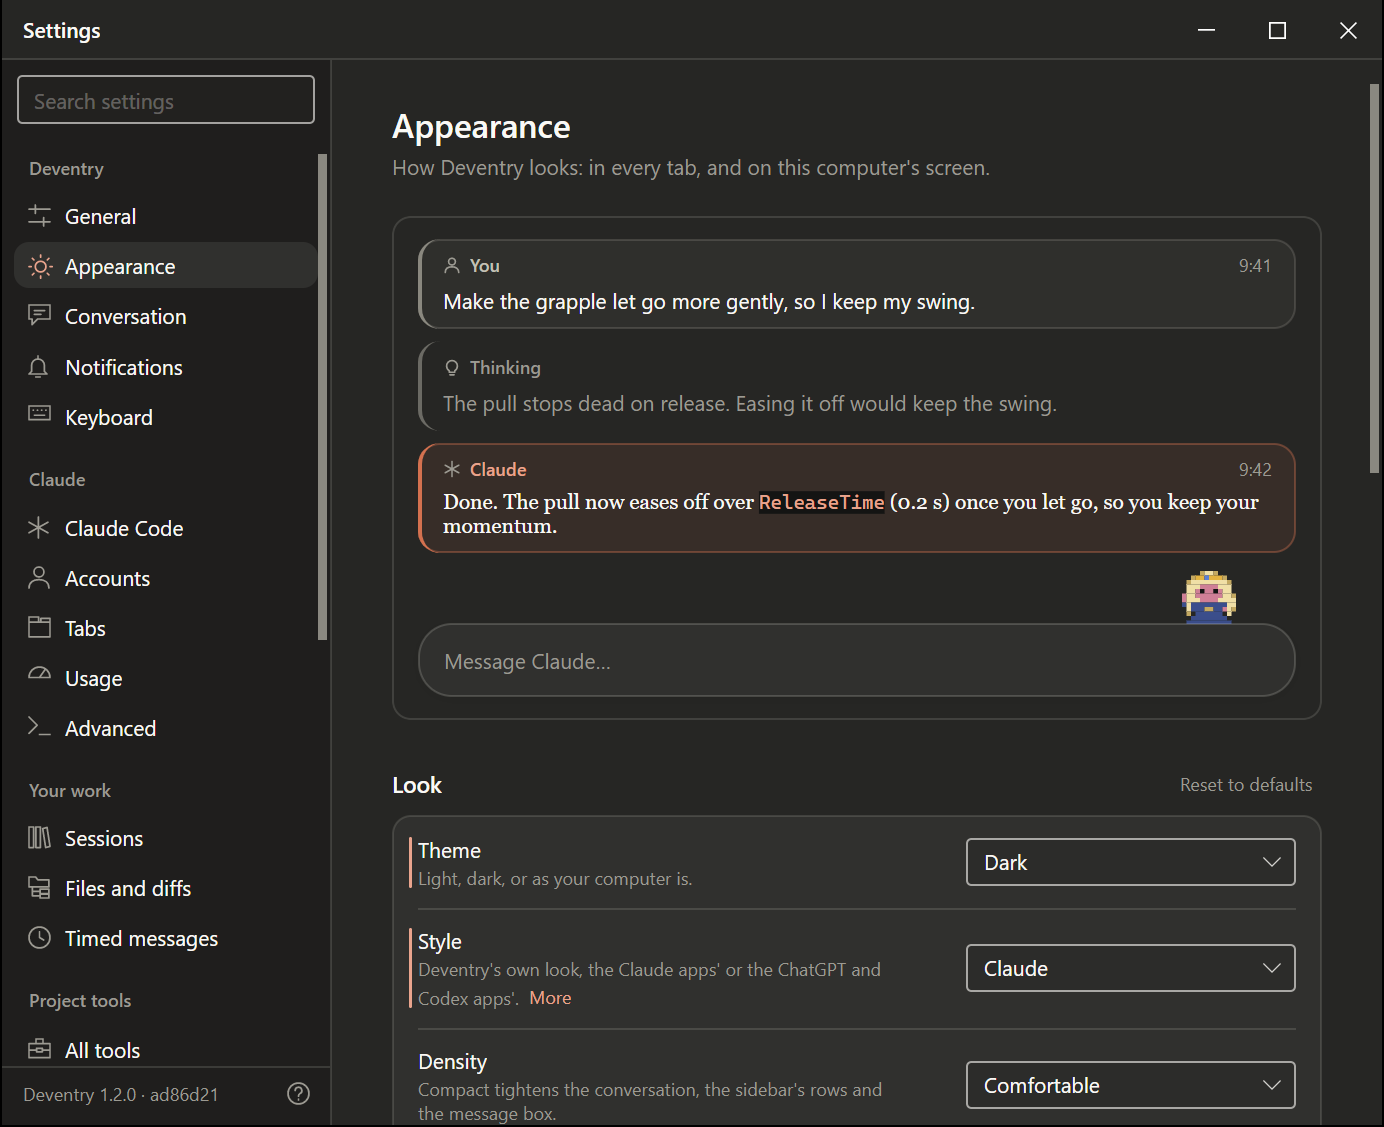 Settings
Search settings
Deventry
General
Appearance
Conversation
Notifications
Keyboard
Claude
Claude Code
Accounts
Tabs
Usage
Advanced
Your work
Sessions
Files and diffs
Timed messages
Project tools
All tools
Deventry 1.2.0 · ad86d21
Appearance
How Deventry looks: in every tab, and on this computer's screen.
You 9:41
Make the grapple let go more gently, so I keep my swing.
Thinking
The pull stops dead on release. Easing it off would keep the swing.
Claude 9:42
Done. The pull now eases off over ReleaseTime (0.2 s) once you let go, so you keep your
momentum.
Message Claude...
Look Reset to defaults
Theme
Light, dark, or as your computer is.
Dark
Style
Deventry's own look, the Claude apps' or the ChatGPT and
Codex apps'. More
Claude
Density
Compact tightens the conversation, the sidebar's rows and
the message box.
Comfortable